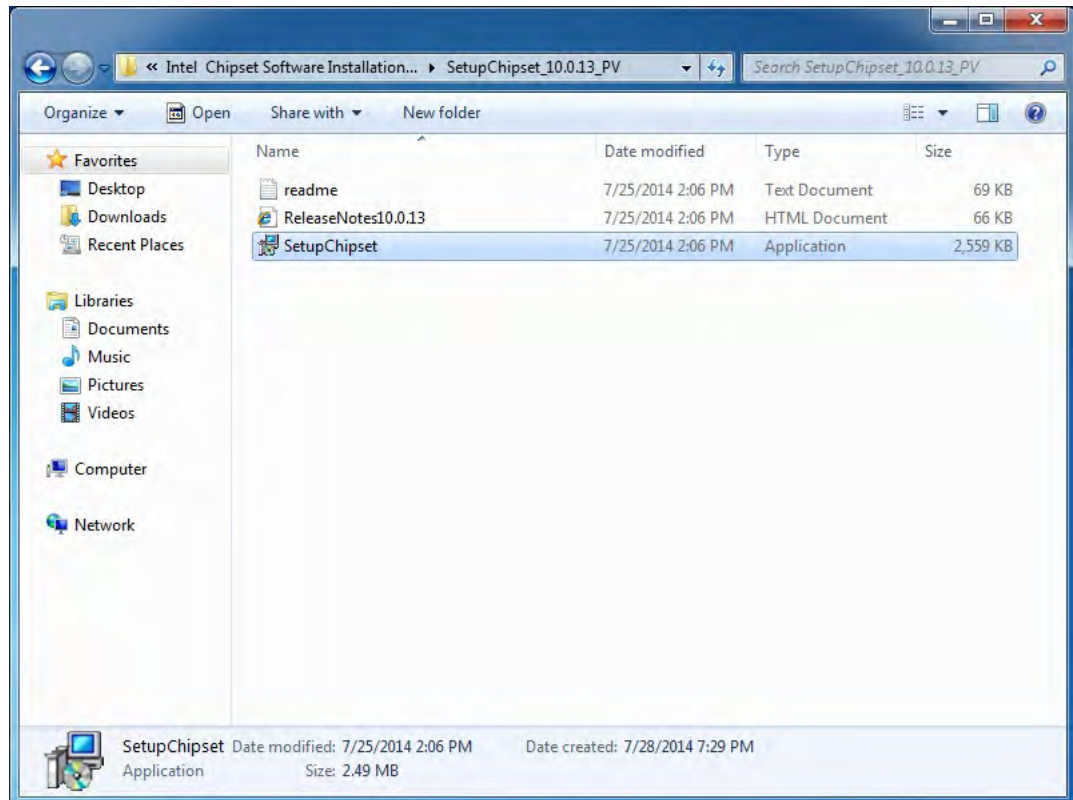 « Intel Chipset Software Installation... ▸ SetupChipset_10.0.13_PV
Search SetupChipset_10.0.13_PV
Organize Open Share with New folder
Name Date modified Type Size
Favorites
Desktop
Downloads
Recent Places
Libraries
Documents
Music
Pictures
Videos
Computer
Network
readme 7/25/2014 2:06 PM Text Document 69 KB
ReleaseNotes10.0.13 7/25/2014 2:06 PM HTML Document 66 KB
SetupChipset 7/25/2014 2:06 PM Application 2,559 KB
SetupChipset Date modified: 7/25/2014 2:06 PM Date created: 7/28/2014 7:29 PM
Application Size: 2.49 MB